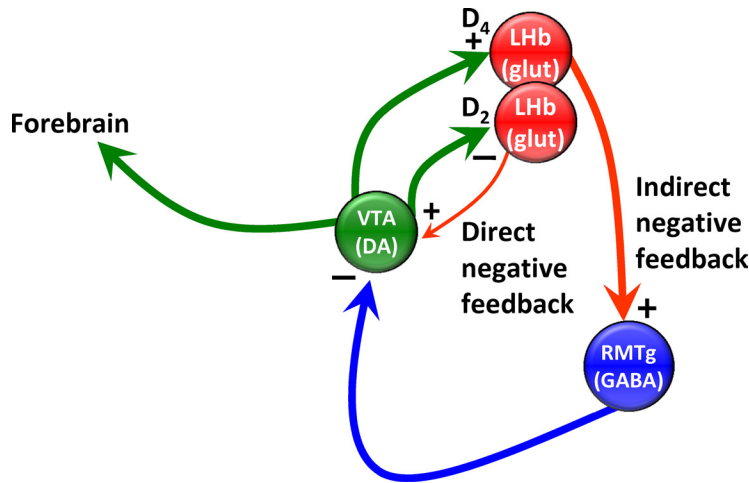 D4
+
LHb
(glut)
D2
−
LHb
(glut)
Forebrain
VTA
(DA)
+
−
Direct
negative
feedback
Indirect
negative
feedback
+
RMTg
(GABA)